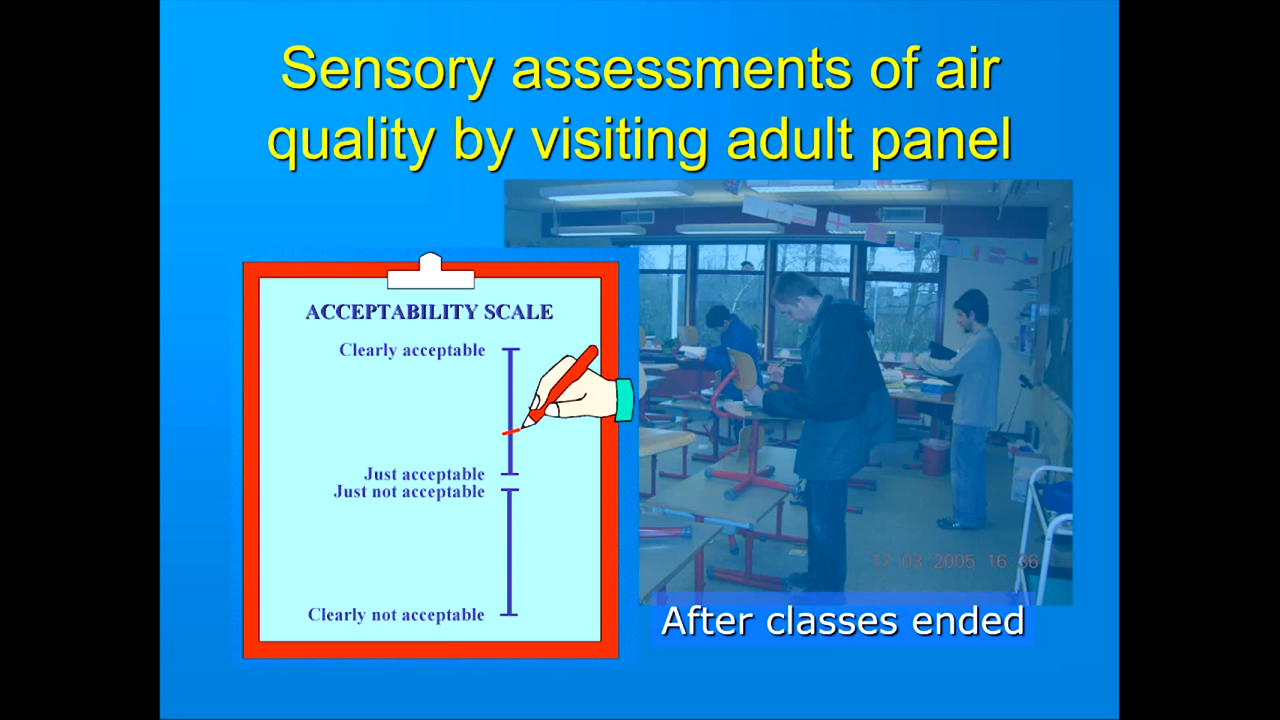 Sensory assessments of air
quality by visiting adult panel
ACCEPTABILITY SCALE
Clearly acceptable
Just acceptable
Just not acceptable
Clearly not acceptable
17 03 2005 16 36
After classes ended